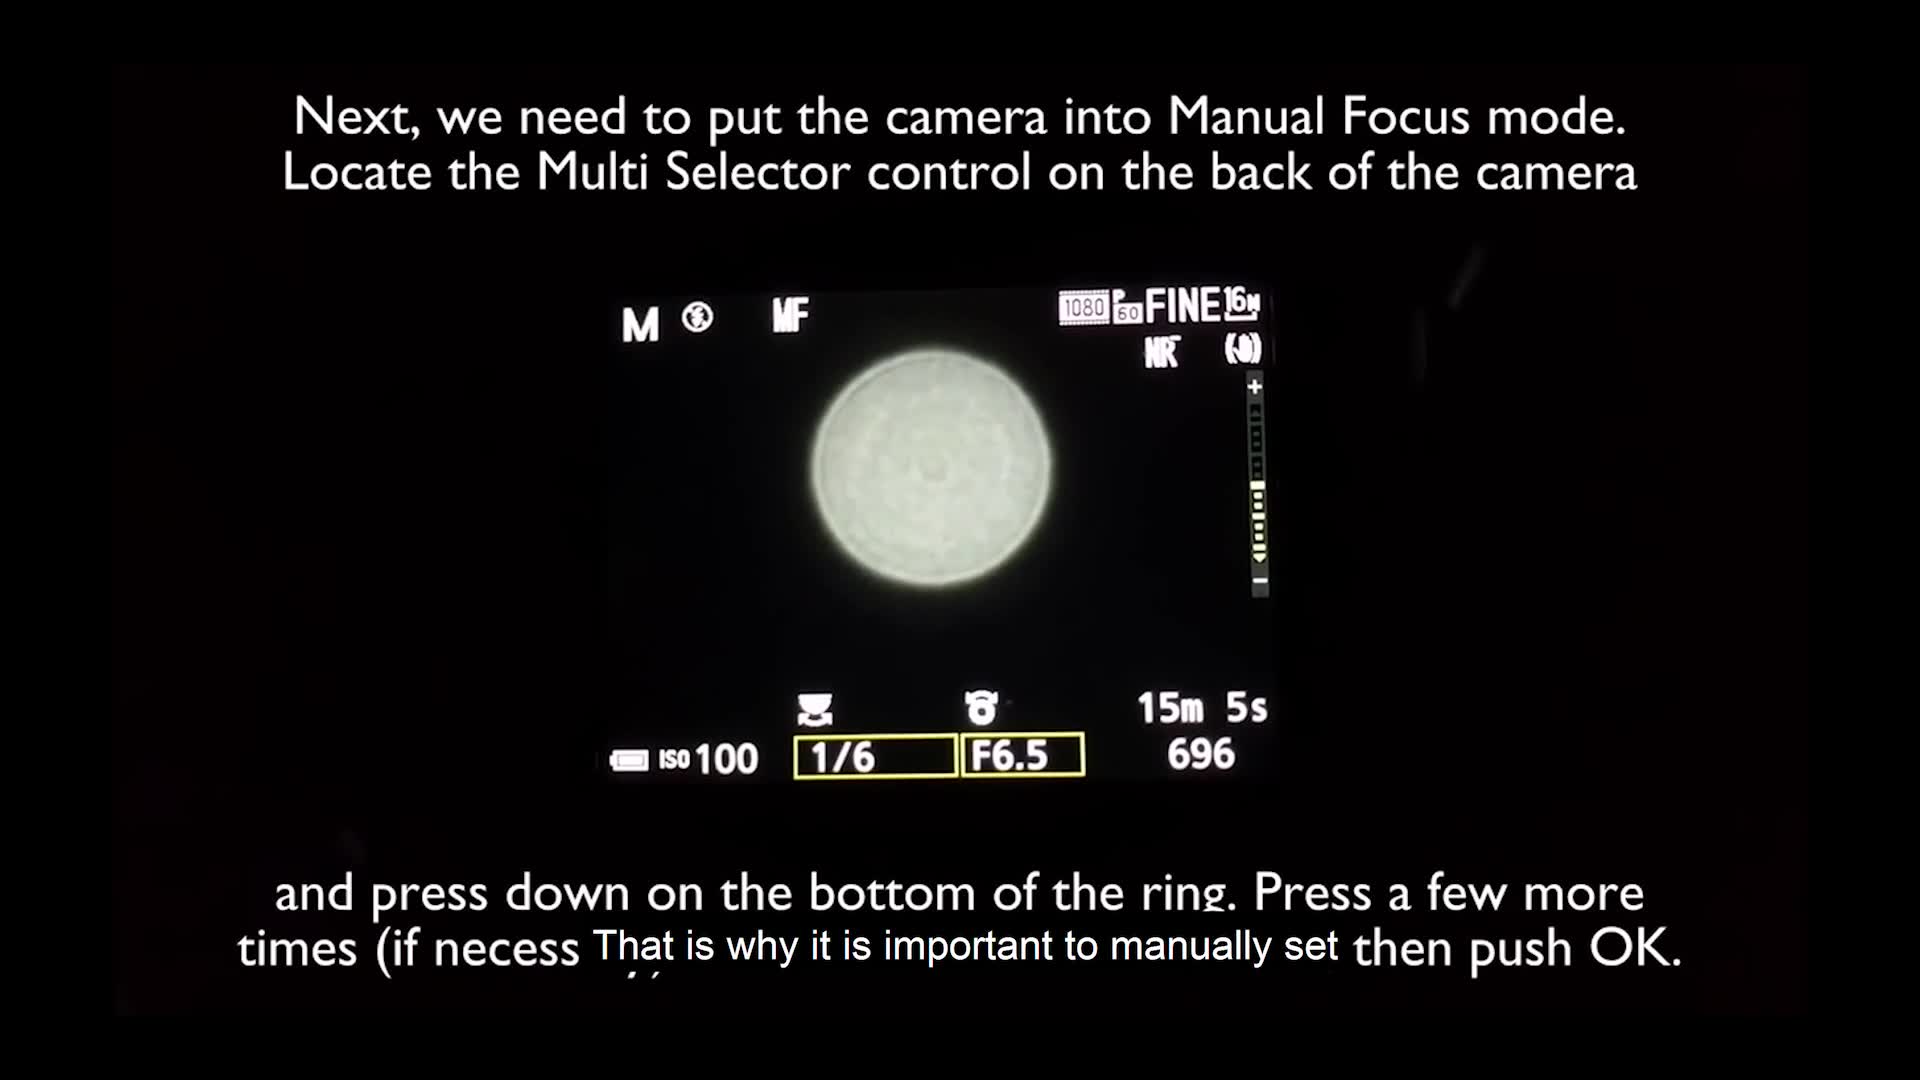 Next, we need to put the camera into Manual Focus mode.
Locate the Multi Selector control on the back of the camera
M MF 1080 P 60 FINE 16M
NR
+
-
15m 5s
ISO 100 1/6 F6.5 696
and press down on the bottom of the ring. Press a few more
times (if necess
That is why it is important to manually set
then push OK.